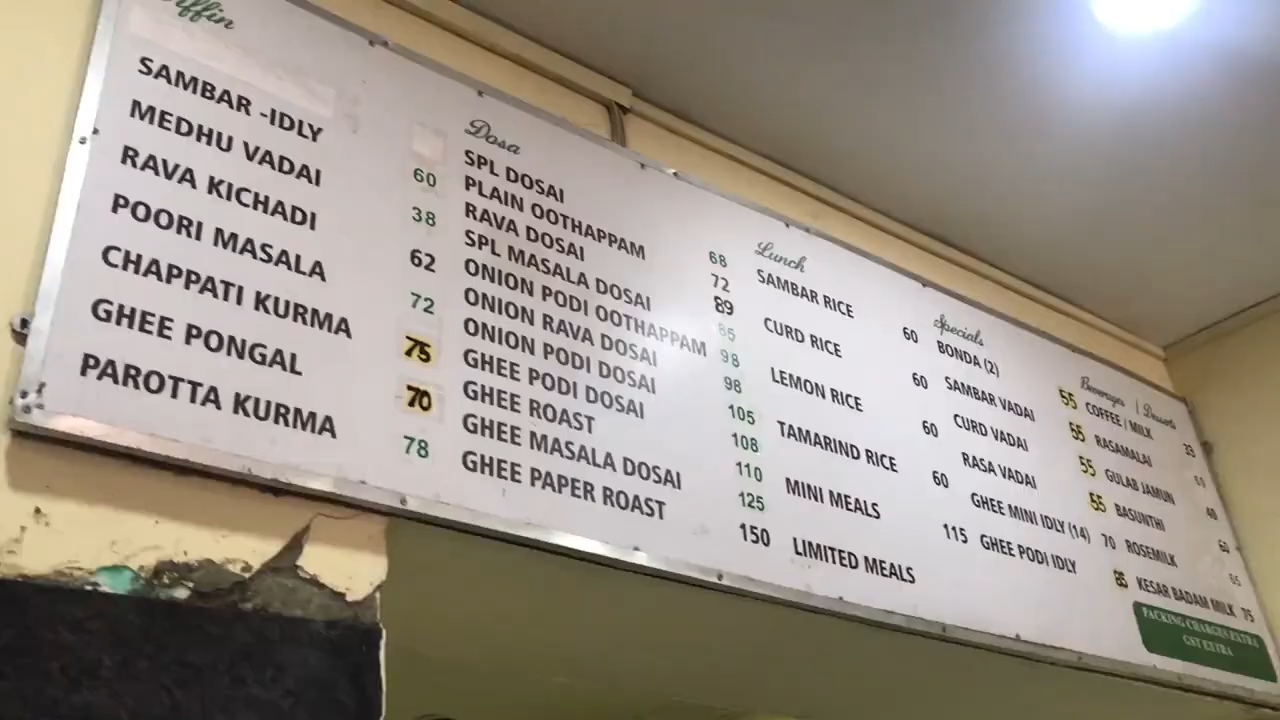 Tiffin
SAMBAR -IDLY 60
MEDHU VADAI 38
RAVA KICHADI 62
POORI MASALA 72
CHAPPATI KURMA 75
GHEE PONGAL 70
PAROTTA KURMA 78
Dosa
SPL DOSAI 68
PLAIN OOTHAPPAM 72
RAVA DOSAI 89
SPL MASALA DOSAI 85
ONION PODI OOTHAPPAM 98
ONION RAVA DOSAI 98
ONION PODI DOSAI 105
GHEE PODI DOSAI 108
GHEE ROAST 110
GHEE MASALA DOSAI 125
GHEE PAPER ROAST 150
Lunch
SAMBAR RICE 60
CURD RICE 60
LEMON RICE 60
TAMARIND RICE 60
MINI MEALS 115
LIMITED MEALS
Specials
BONDA (2) 55
SAMBAR VADAI 55
CURD VADAI 55
RASA VADAI 55
GHEE MINI IDLY (14) 70
GHEE PODI IDLY 85
Beverages | Dessert
COFFEE / MILK 33
RASAMALAI
GULAB JAMUN
BASUNTHI 60
ROSEMILK 65
KESAR BADAM MILK 75
PACKING CHARGES EXTRA
GST EXTRA